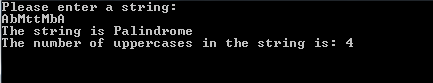 Please enter a string:
AbMttMbA
The string is Palindrome
The number of uppercases in the string is: 4